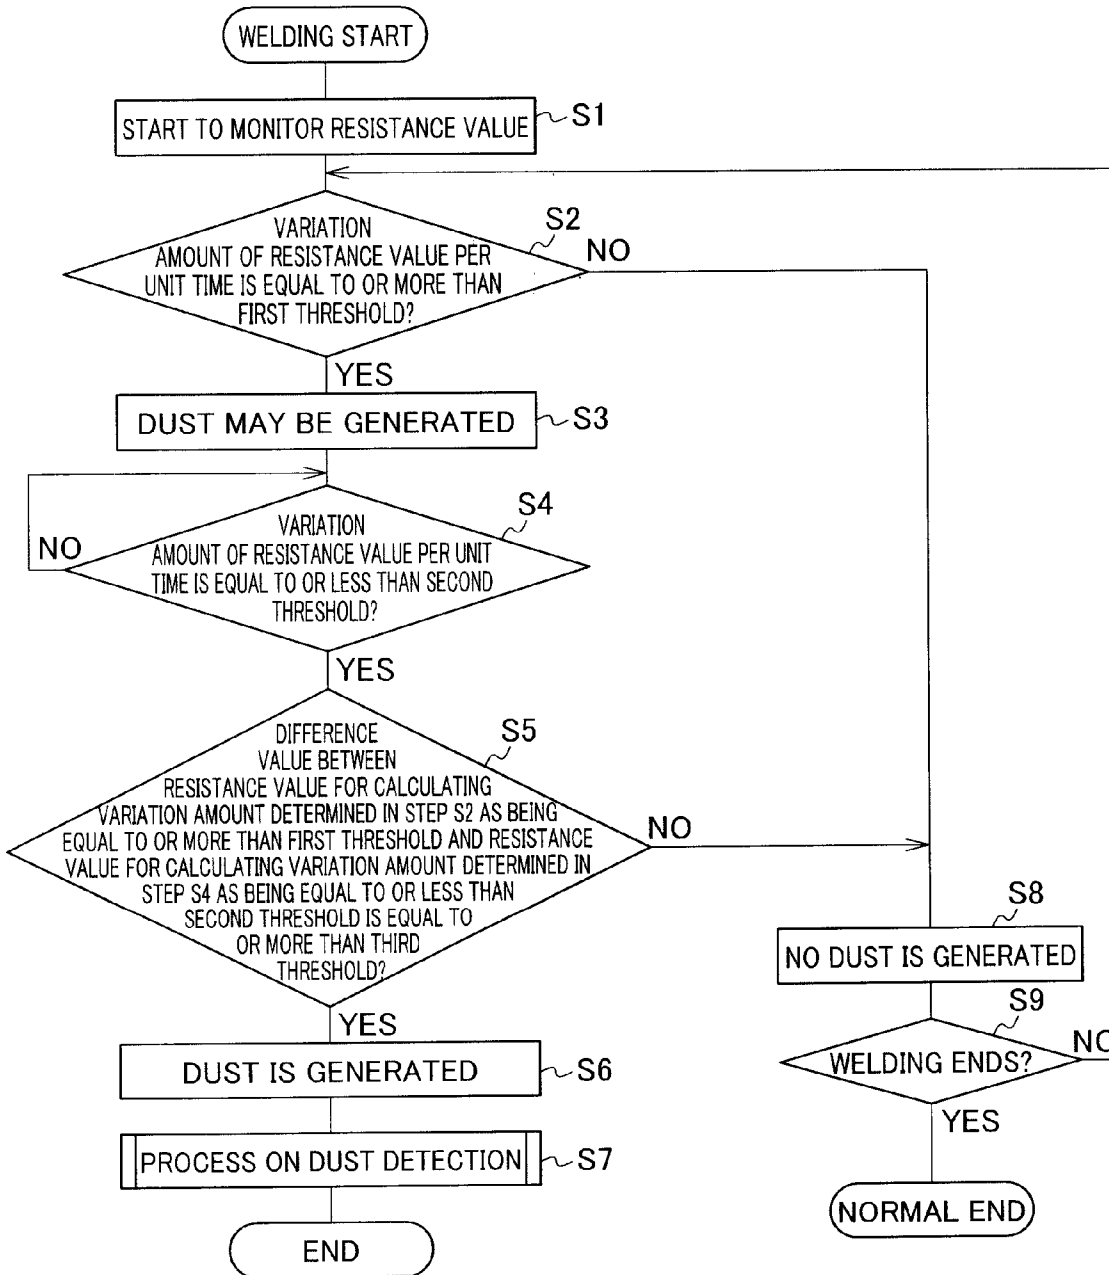 WELDING START
START TO MONITOR RESISTANCE VALUE
S1
VARIATION
AMOUNT OF RESISTANCE VALUE PER
UNIT TIME IS EQUAL TO OR MORE THAN
FIRST THRESHOLD?
S2
NO
YES
DUST MAY BE GENERATED
S3
VARIATION
AMOUNT OF RESISTANCE VALUE PER UNIT
TIME IS EQUAL TO OR LESS THAN SECOND
THRESHOLD?
S4
NO
YES
DIFFERENCE
VALUE BETWEEN
RESISTANCE VALUE FOR CALCULATING
VARIATION AMOUNT DETERMINED IN STEP S2 AS BEING
EQUAL TO OR MORE THAN FIRST THRESHOLD AND RESISTANCE
VALUE FOR CALCULATING VARIATION AMOUNT DETERMINED IN
STEP S4 AS BEING EQUAL TO OR LESS THAN
SECOND THRESHOLD IS EQUAL TO
OR MORE THAN THIRD
THRESHOLD?
S5
NO
YES
DUST IS GENERATED
S6
PROCESS ON DUST DETECTION
S7
END
S8
NO DUST IS GENERATED
S9
WELDING ENDS?
NO
YES
NORMAL END